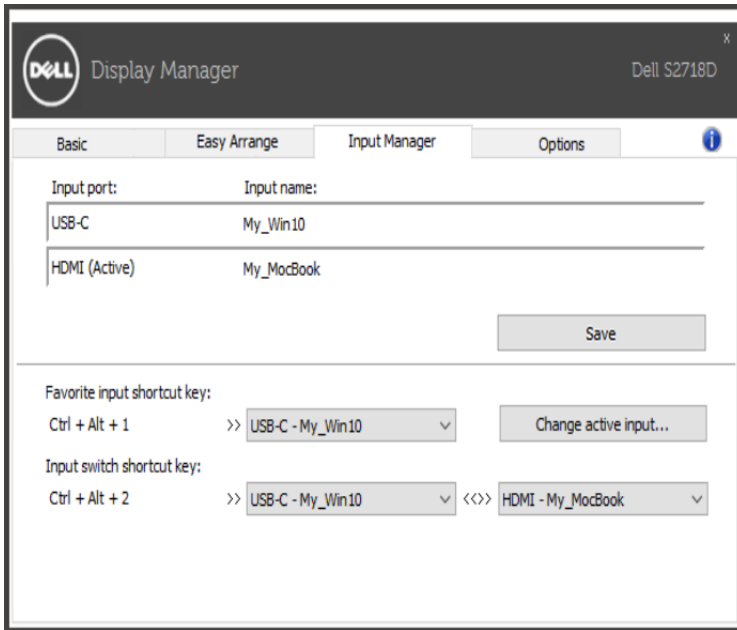 DELL Display Manager Dell S2718D x
Basic Easy Arrange Input Manager Options i
Input port: Input name:
USB-C My_Win10
HDMI (Active) My_MocBook
Save
Favorite input shortcut key:
Ctrl + Alt + 1 >> USB-C - My_Win10 Change active input...
Input switch shortcut key:
Ctrl + Alt + 2 >> USB-C - My_Win10 <<>> HDMI - My_MocBook